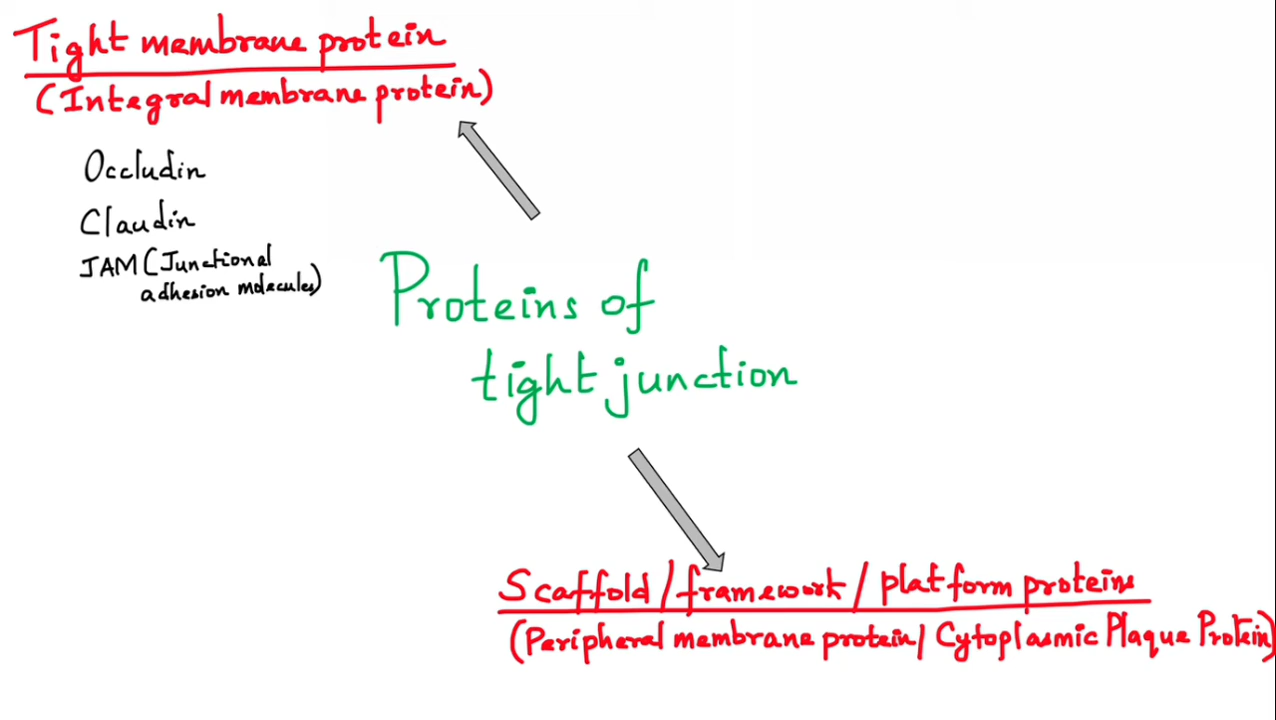 Tight membrane protein
(Integral membrane protein)
Occludin
Claudin
JAM (Junctional
adhesion molecules)
Proteins of
tight junction
Scaffold/framework/platform proteins
(Peripheral membrane protein/Cytoplasmic Plaque Protein)